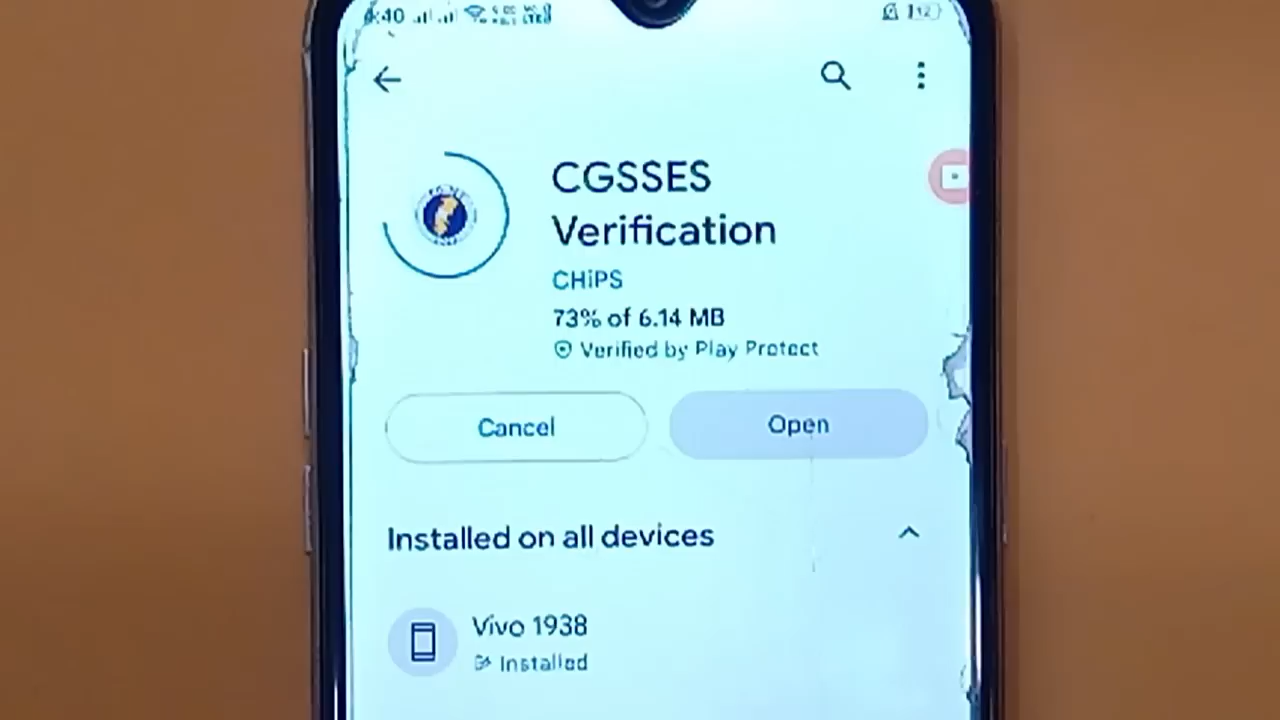 CGSSES
Verification
CHiPS
73% of 6.14 MB
Verified by Play Protect
Cancel
Open
Installed on all devices
Vivo 1938
Installed